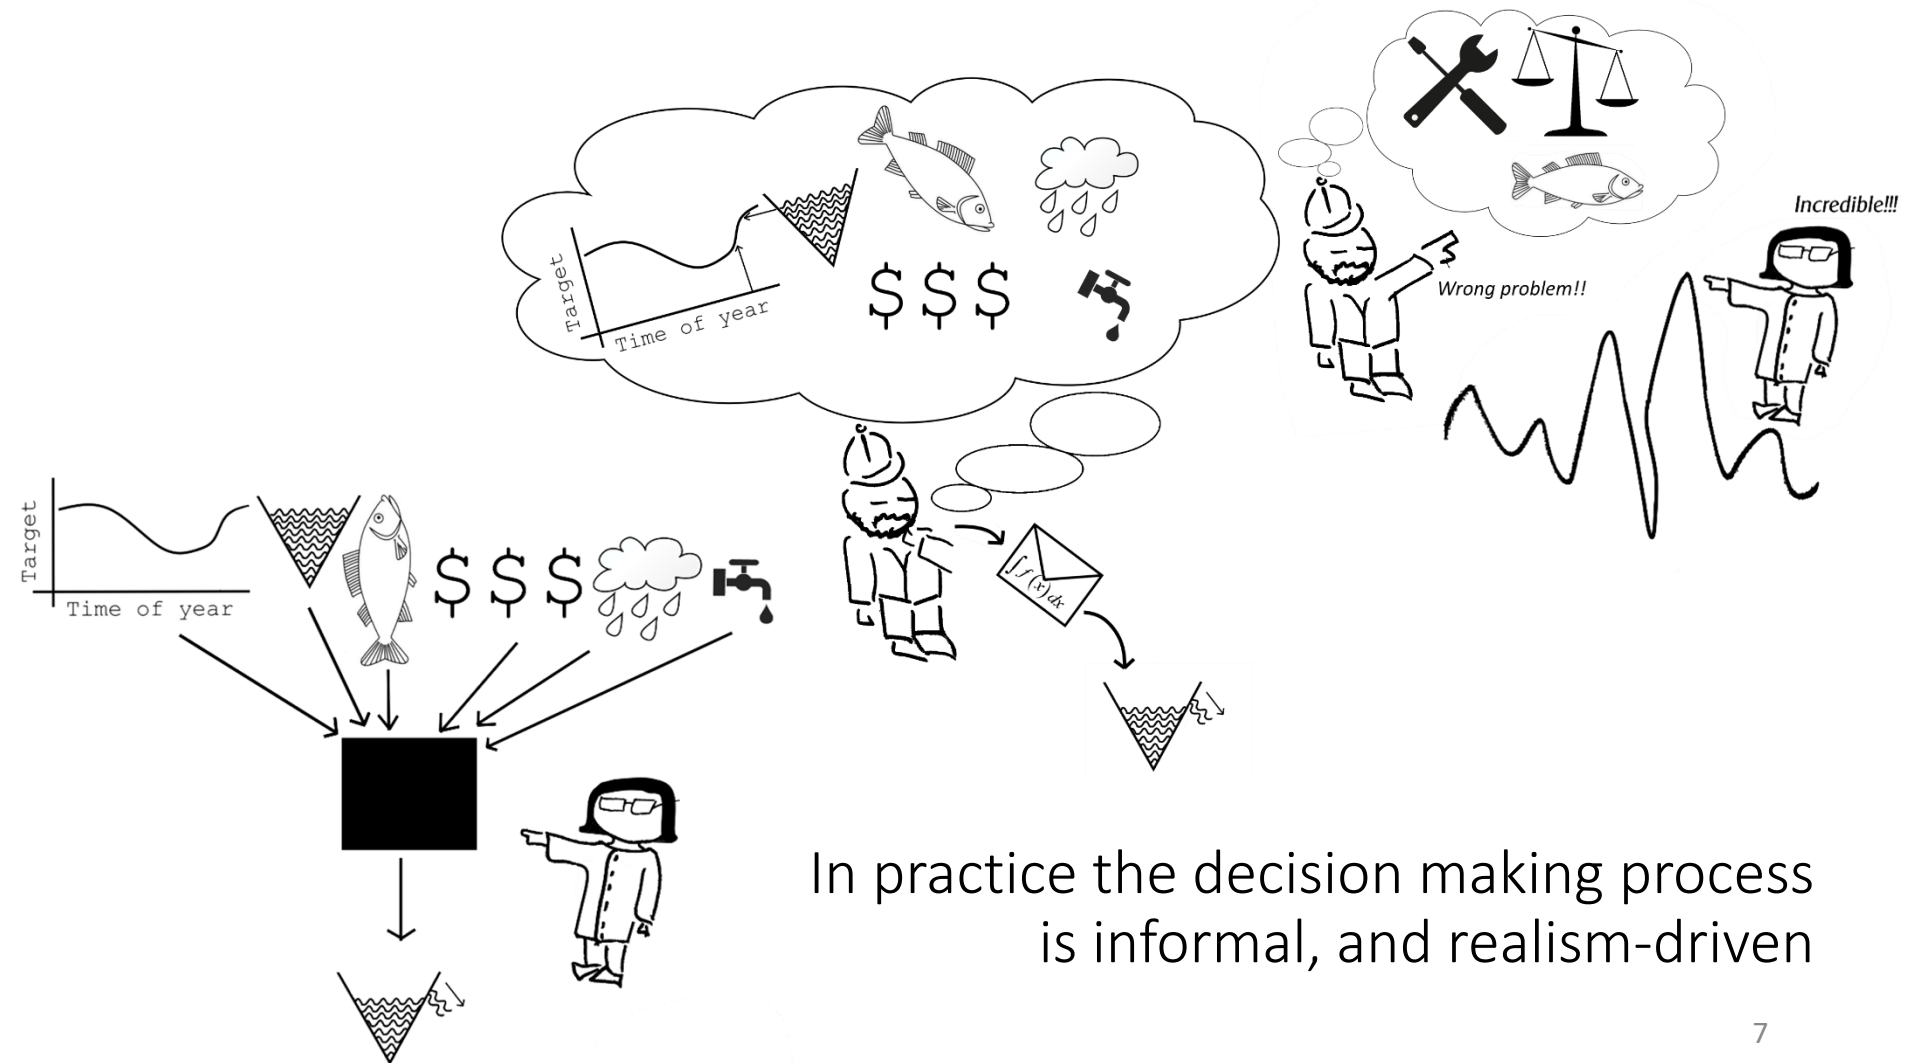 Incredible!!!
Wrong problem!!
Target
Time of year
$ $ $
∫f(x)dx
Target
Time of year
$ $ $
In practice the decision making process
is informal, and realism-driven
7